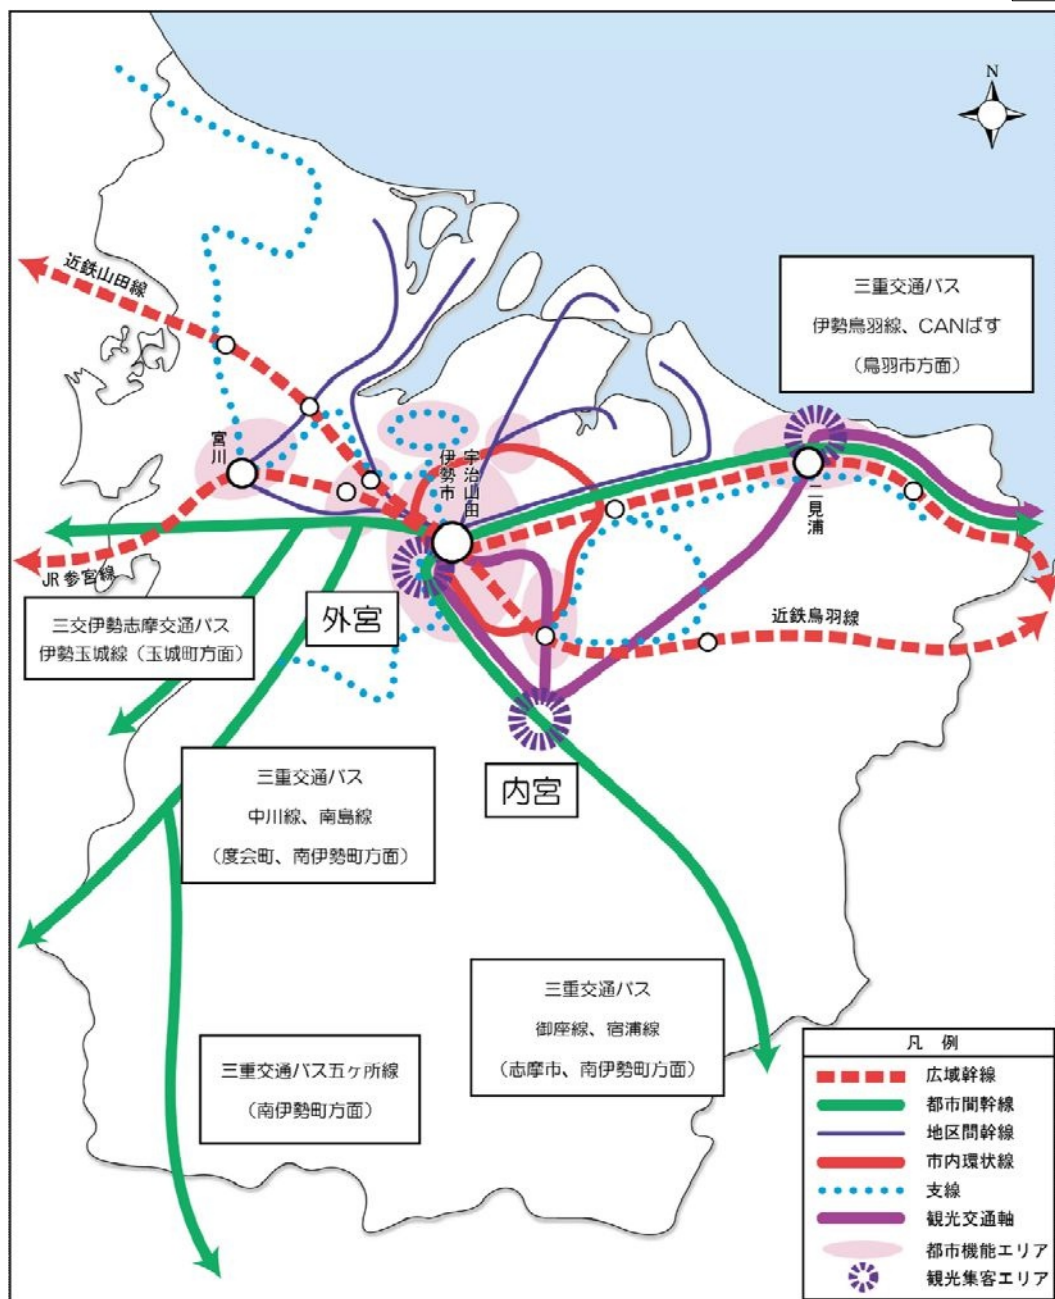 N
近鉄山田線
三重交通バス
伊勢鳥羽線、CANばす
（鳥羽市方面）
宮川
伊勢市
宇治山田
二見浦
JR参宮線
外宮
近鉄鳥羽線
三交伊勢志摩交通バス
伊勢玉城線（玉城町方面）
内宮
三重交通バス
中川線、南島線
（度会町、南伊勢町方面）
三重交通バス
御座線、宿浦線
（志摩市、南伊勢町方面）
三重交通バス五ヶ所線
（南伊勢町方面）
凡例
広域幹線
都市間幹線
地区間幹線
市内環状線
支線
観光交通軸
都市機能エリア
観光集客エリア